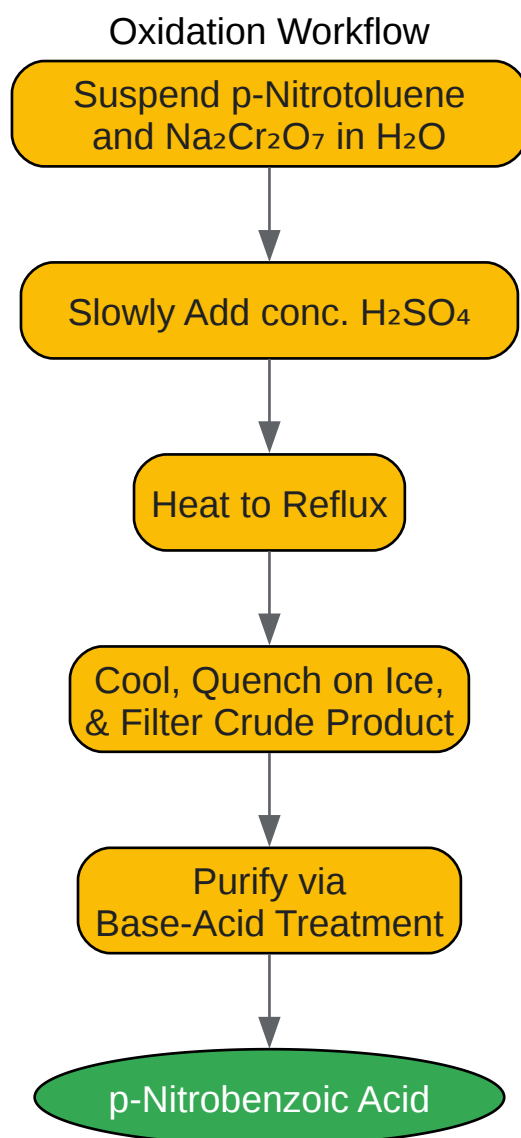 Oxidation Workflow
Suspend p-Nitrotoluene
and Na₂Cr₂O₇ in H₂O
Slowly Add conc. H₂SO₄
Heat to Reflux
Cool, Quench on Ice,
& Filter Crude Product
Purify via
Base-Acid Treatment
p-Nitrobenzoic Acid